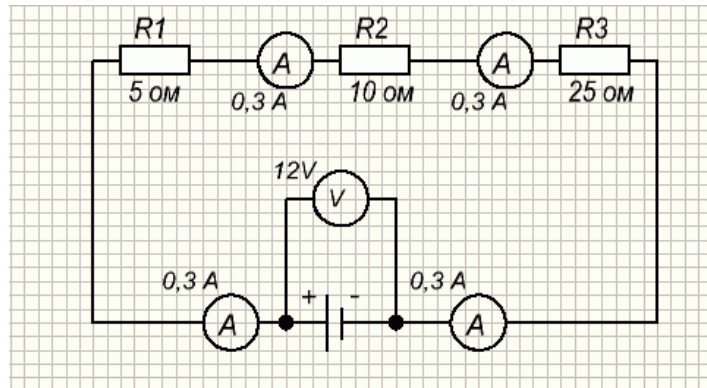 R1 R2 R3
A A
5 ом 0,3 А 10 ом 0,3 А 25 ом
12V
V
0,3 А 0,3 А
+ -
A A